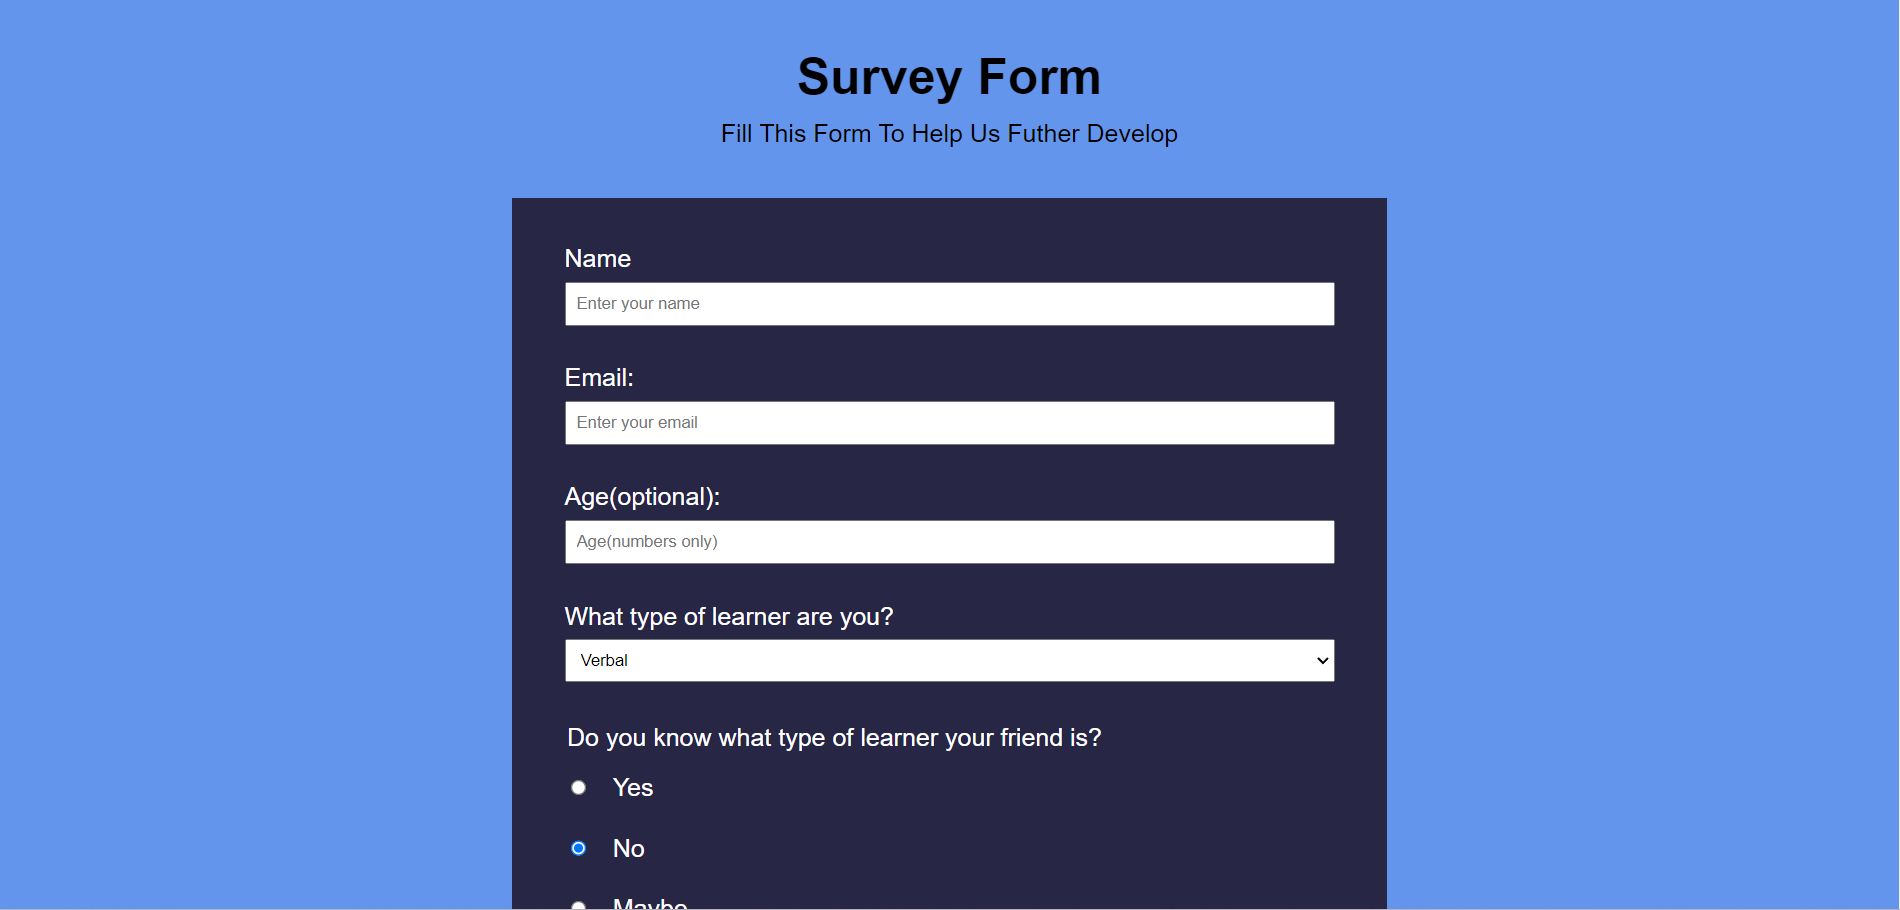 Survey Form
Fill This Form To Help Us Futher Develop
Name
Enter your name
Email:
Enter your email
Age(optional):
Age(numbers only)
What type of learner are you?
Verbal
Do you know what type of learner your friend is?
Yes
No
Maybe